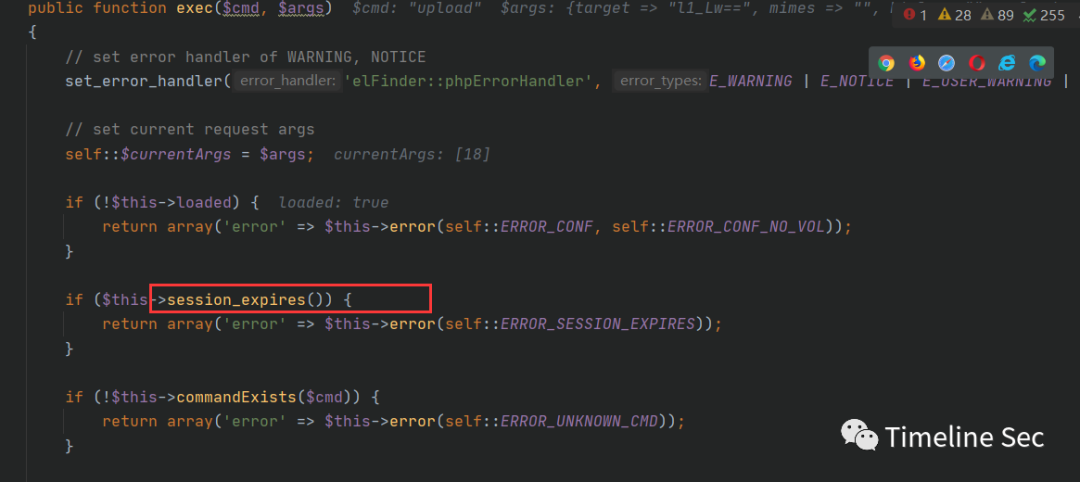 public function exec($cmd, $args) $cmd: "upload" $args: {target => "l1_Lw==", mimes => "",
1 28 89 255
{
// set error handler of WARNING, NOTICE
set_error_handler( error_handler: 'elFinder::phpErrorHandler', error_types: E_WARNING | E_NOTICE | E_USER_WARNING |
// set current request args
self::$currentArgs = $args; currentArgs: [18]
if (!$this->loaded) { loaded: true
return array('error' => $this->error(self::ERROR_CONF, self::ERROR_CONF_NO_VOL));
}
if ($this->session_expires()) {
return array('error' => $this->error(self::ERROR_SESSION_EXPIRES));
}
if (!$this->commandExists($cmd)) {
return array('error' => $this->error(self::ERROR_UNKNOWN_CMD));
}
Timeline Sec